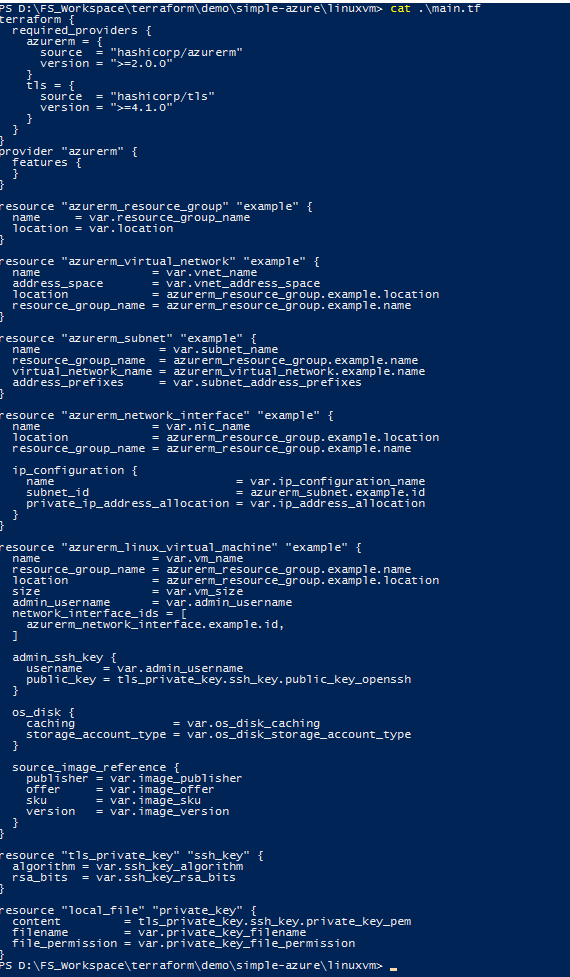 PS D:\FS_Workspace\terraform\demo\simple-azure\linuxvm> cat .\main.tf
terraform {
  required_providers {
    azurerm = {
      source  = "hashicorp/azurerm"
      version = ">=2.0.0"
    }
    tls = {
      source  = "hashicorp/tls"
      version = ">=4.1.0"
    }
  }
}
provider "azurerm" {
  features {
  }
}

resource "azurerm_resource_group" "example" {
  name     = var.resource_group_name
  location = var.location
}

resource "azurerm_virtual_network" "example" {
  name                = var.vnet_name
  address_space       = var.vnet_address_space
  location            = azurerm_resource_group.example.location
  resource_group_name = azurerm_resource_group.example.name
}

resource "azurerm_subnet" "example" {
  name                 = var.subnet_name
  resource_group_name  = azurerm_resource_group.example.name
  virtual_network_name = azurerm_virtual_network.example.name
  address_prefixes     = var.subnet_address_prefixes
}

resource "azurerm_network_interface" "example" {
  name                = var.nic_name
  location            = azurerm_resource_group.example.location
  resource_group_name = azurerm_resource_group.example.name

  ip_configuration {
    name                          = var.ip_configuration_name
    subnet_id                     = azurerm_subnet.example.id
    private_ip_address_allocation = var.ip_address_allocation
  }
}

resource "azurerm_linux_virtual_machine" "example" {
  name                = var.vm_name
  resource_group_name = azurerm_resource_group.example.name
  location            = azurerm_resource_group.example.location
  size                = var.vm_size
  admin_username      = var.admin_username
  network_interface_ids = [
    azurerm_network_interface.example.id,
  ]

  admin_ssh_key {
    username   = var.admin_username
    public_key = tls_private_key.ssh_key.public_key_openssh
  }

  os_disk {
    caching              = var.os_disk_caching
    storage_account_type = var.os_disk_storage_account_type
  }

  source_image_reference {
    publisher = var.image_publisher
    offer     = var.image_offer
    sku       = var.image_sku
    version   = var.image_version
  }
}

resource "tls_private_key" "ssh_key" {
  algorithm = var.ssh_key_algorithm
  rsa_bits  = var.ssh_key_rsa_bits
}

resource "local_file" "private_key" {
  content         = tls_private_key.ssh_key.private_key_pem
  filename        = var.private_key_filename
  file_permission = var.private_key_file_permission
}
PS D:\FS_Workspace\terraform\demo\simple-azure\linuxvm> _